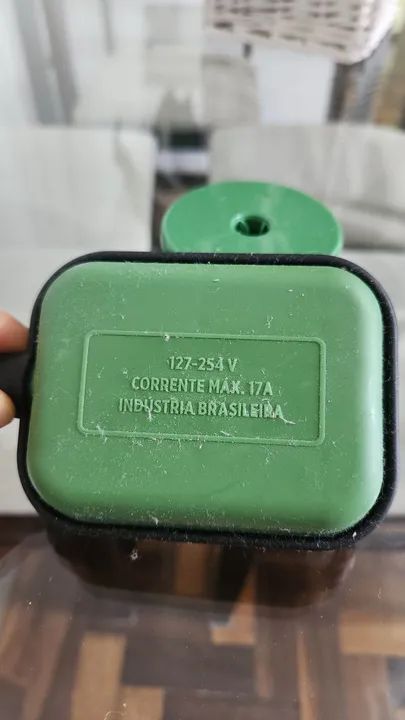 127-254 V
CORRENTE MÁX. 17A
INDÚSTRIA BRASILEIRA